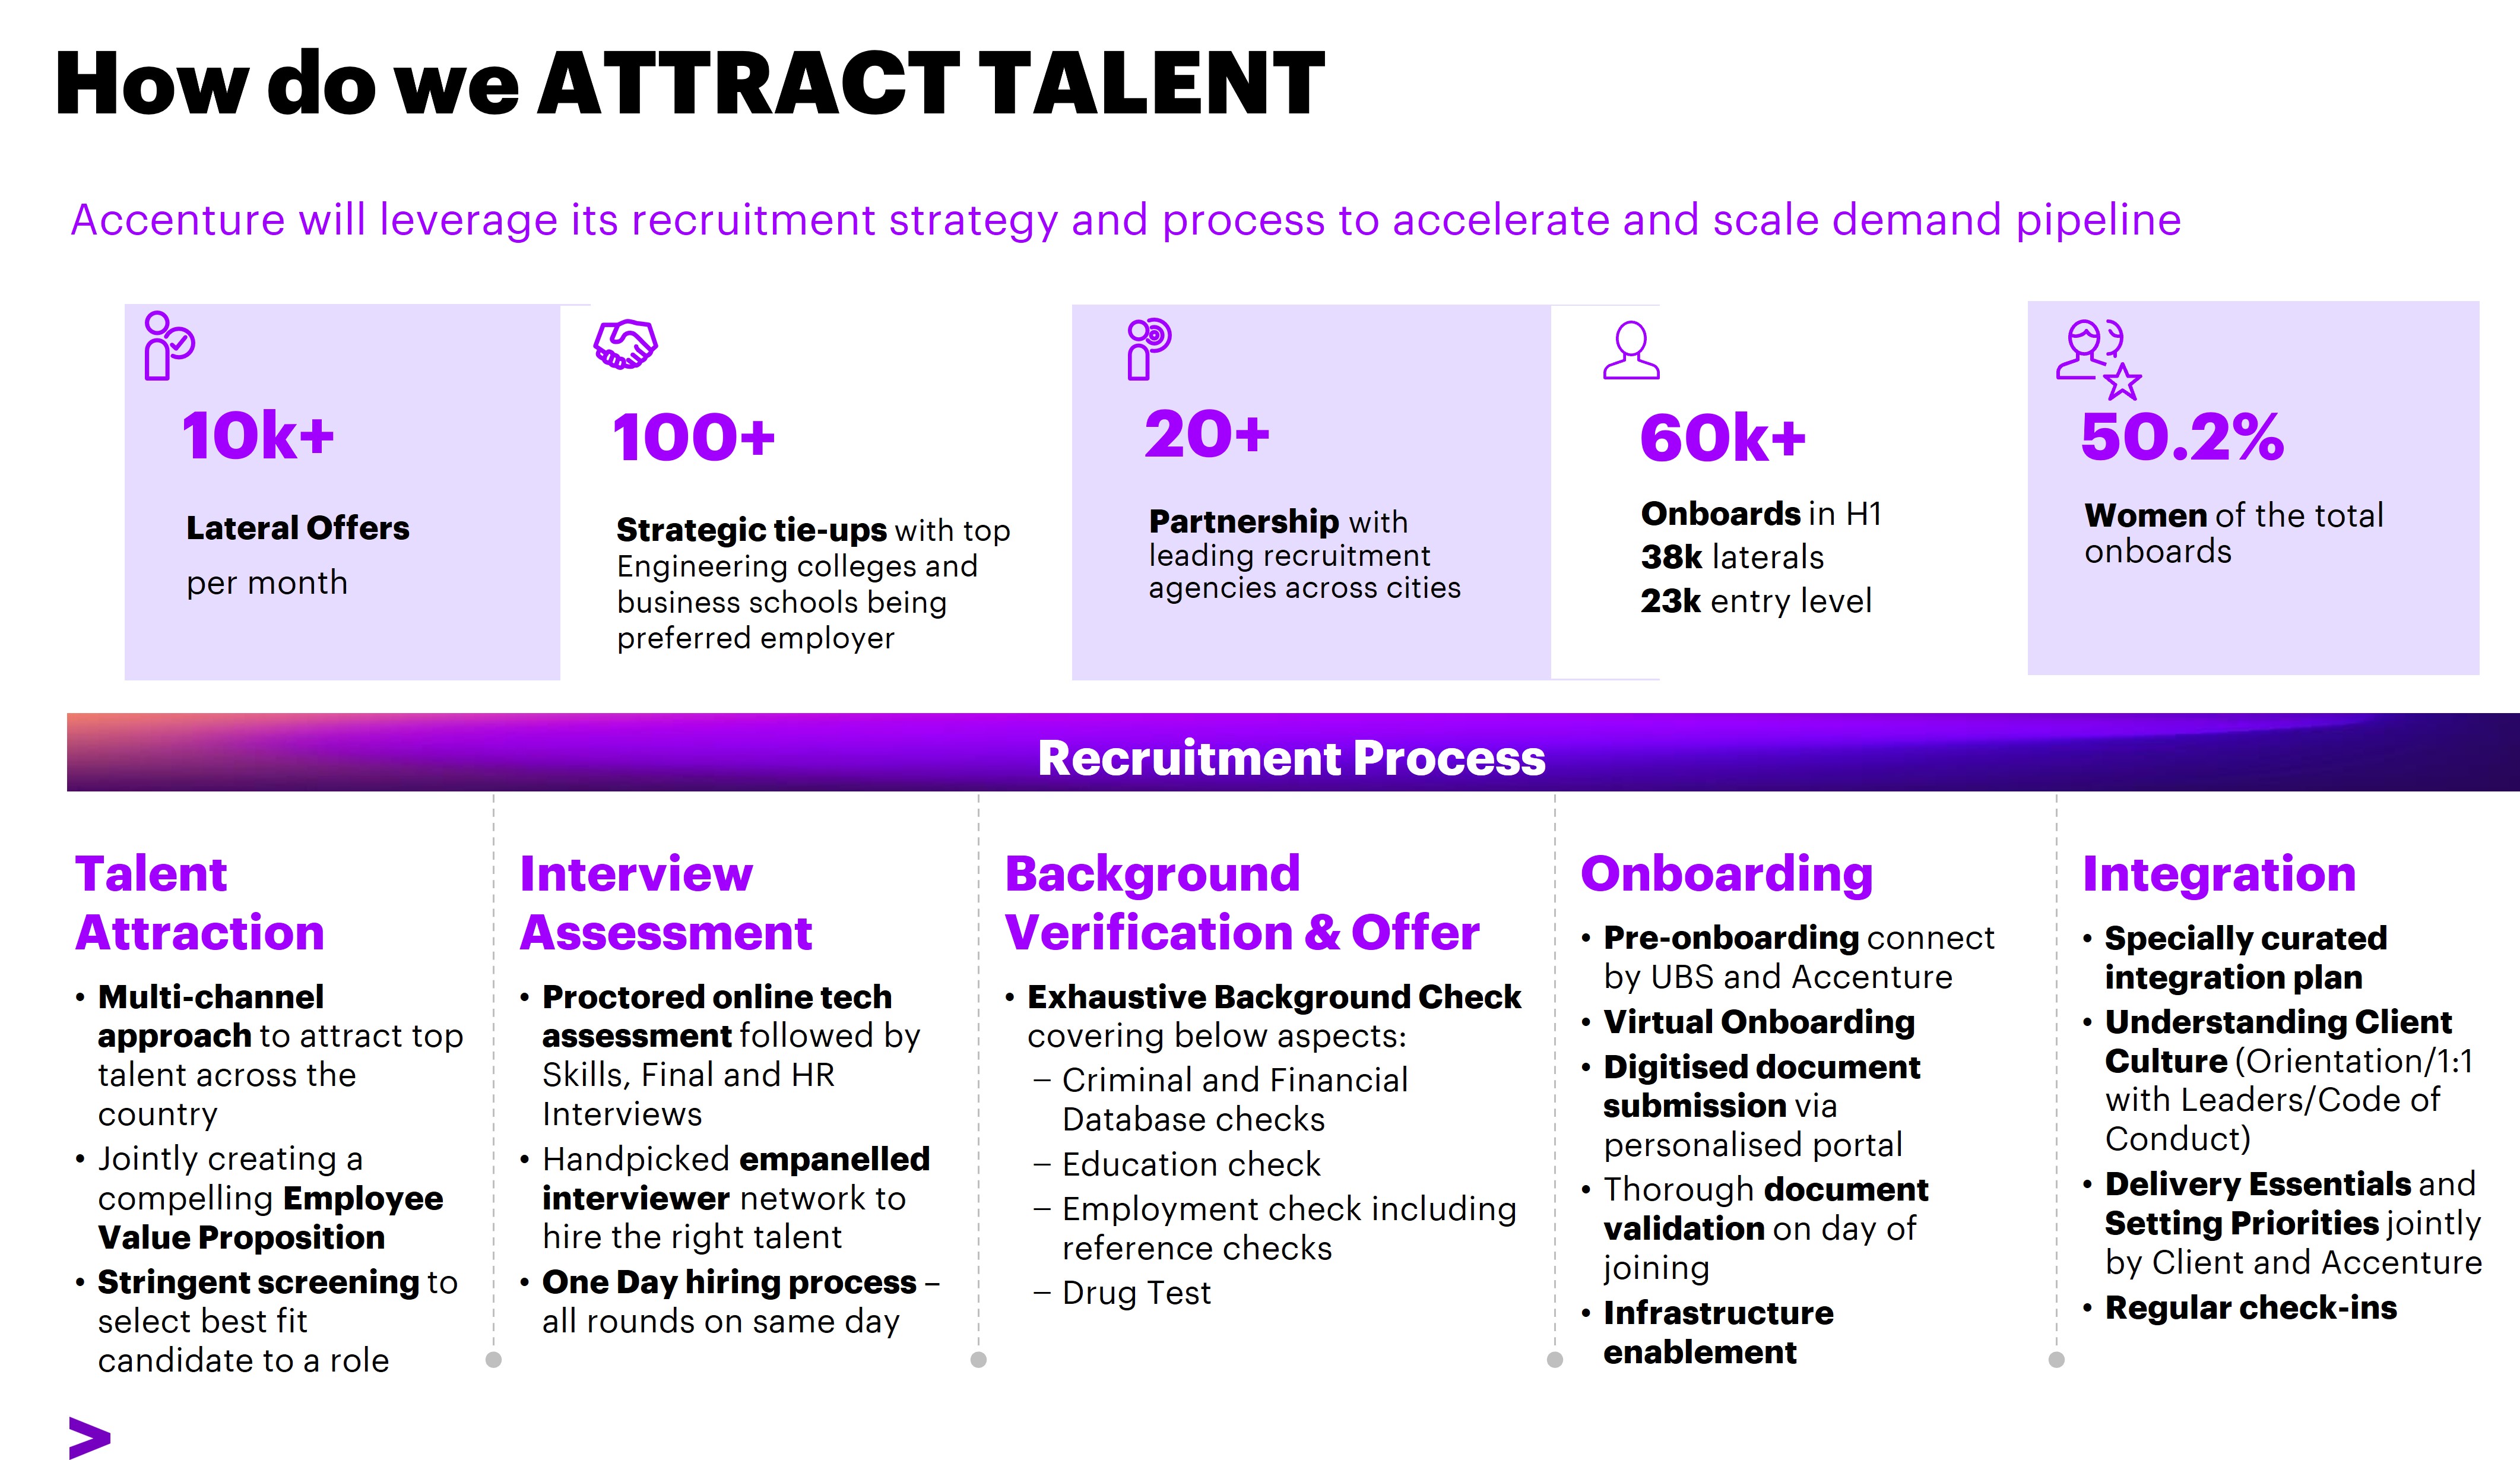 How do we ATTRACT TALENT
Accenture will leverage its recruitment strategy and process to accelerate and scale demand pipeline
10k+
Lateral Offers
per month
100+
Strategic tie-ups with top
Engineering colleges and
business schools being
preferred employer
20+
Partnership with
leading recruitment
agencies across cities
60k+
Onboards in H1
38k laterals
23k entry level
50.2%
Women of the total
onboards
Recruitment Process
Talent
Attraction
• Multi-channel
approach to attract top
talent across the
country
• Jointly creating a
compelling Employee
Value Proposition
• Stringent screening to
select best fit
candidate to a role
Interview
Assessment
• Proctored online tech
assessment followed by
Skills, Final and HR
Interviews
• Handpicked empanelled
interviewer network to
hire the right talent
• One Day hiring process –
all rounds on same day
Background
Verification & Offer
• Exhaustive Background Check
covering below aspects:
– Criminal and Financial
Database checks
– Education check
– Employment check including
reference checks
– Drug Test
Onboarding
• Pre-onboarding connect
by UBS and Accenture
• Virtual Onboarding
• Digitised document
submission via
personalised portal
• Thorough document
validation on day of
joining
• Infrastructure
enablement
Integration
• Specially curated
integration plan
• Understanding Client
Culture (Orientation/1:1
with Leaders/Code of
Conduct)
• Delivery Essentials and
Setting Priorities jointly
by Client and Accenture
• Regular check-ins